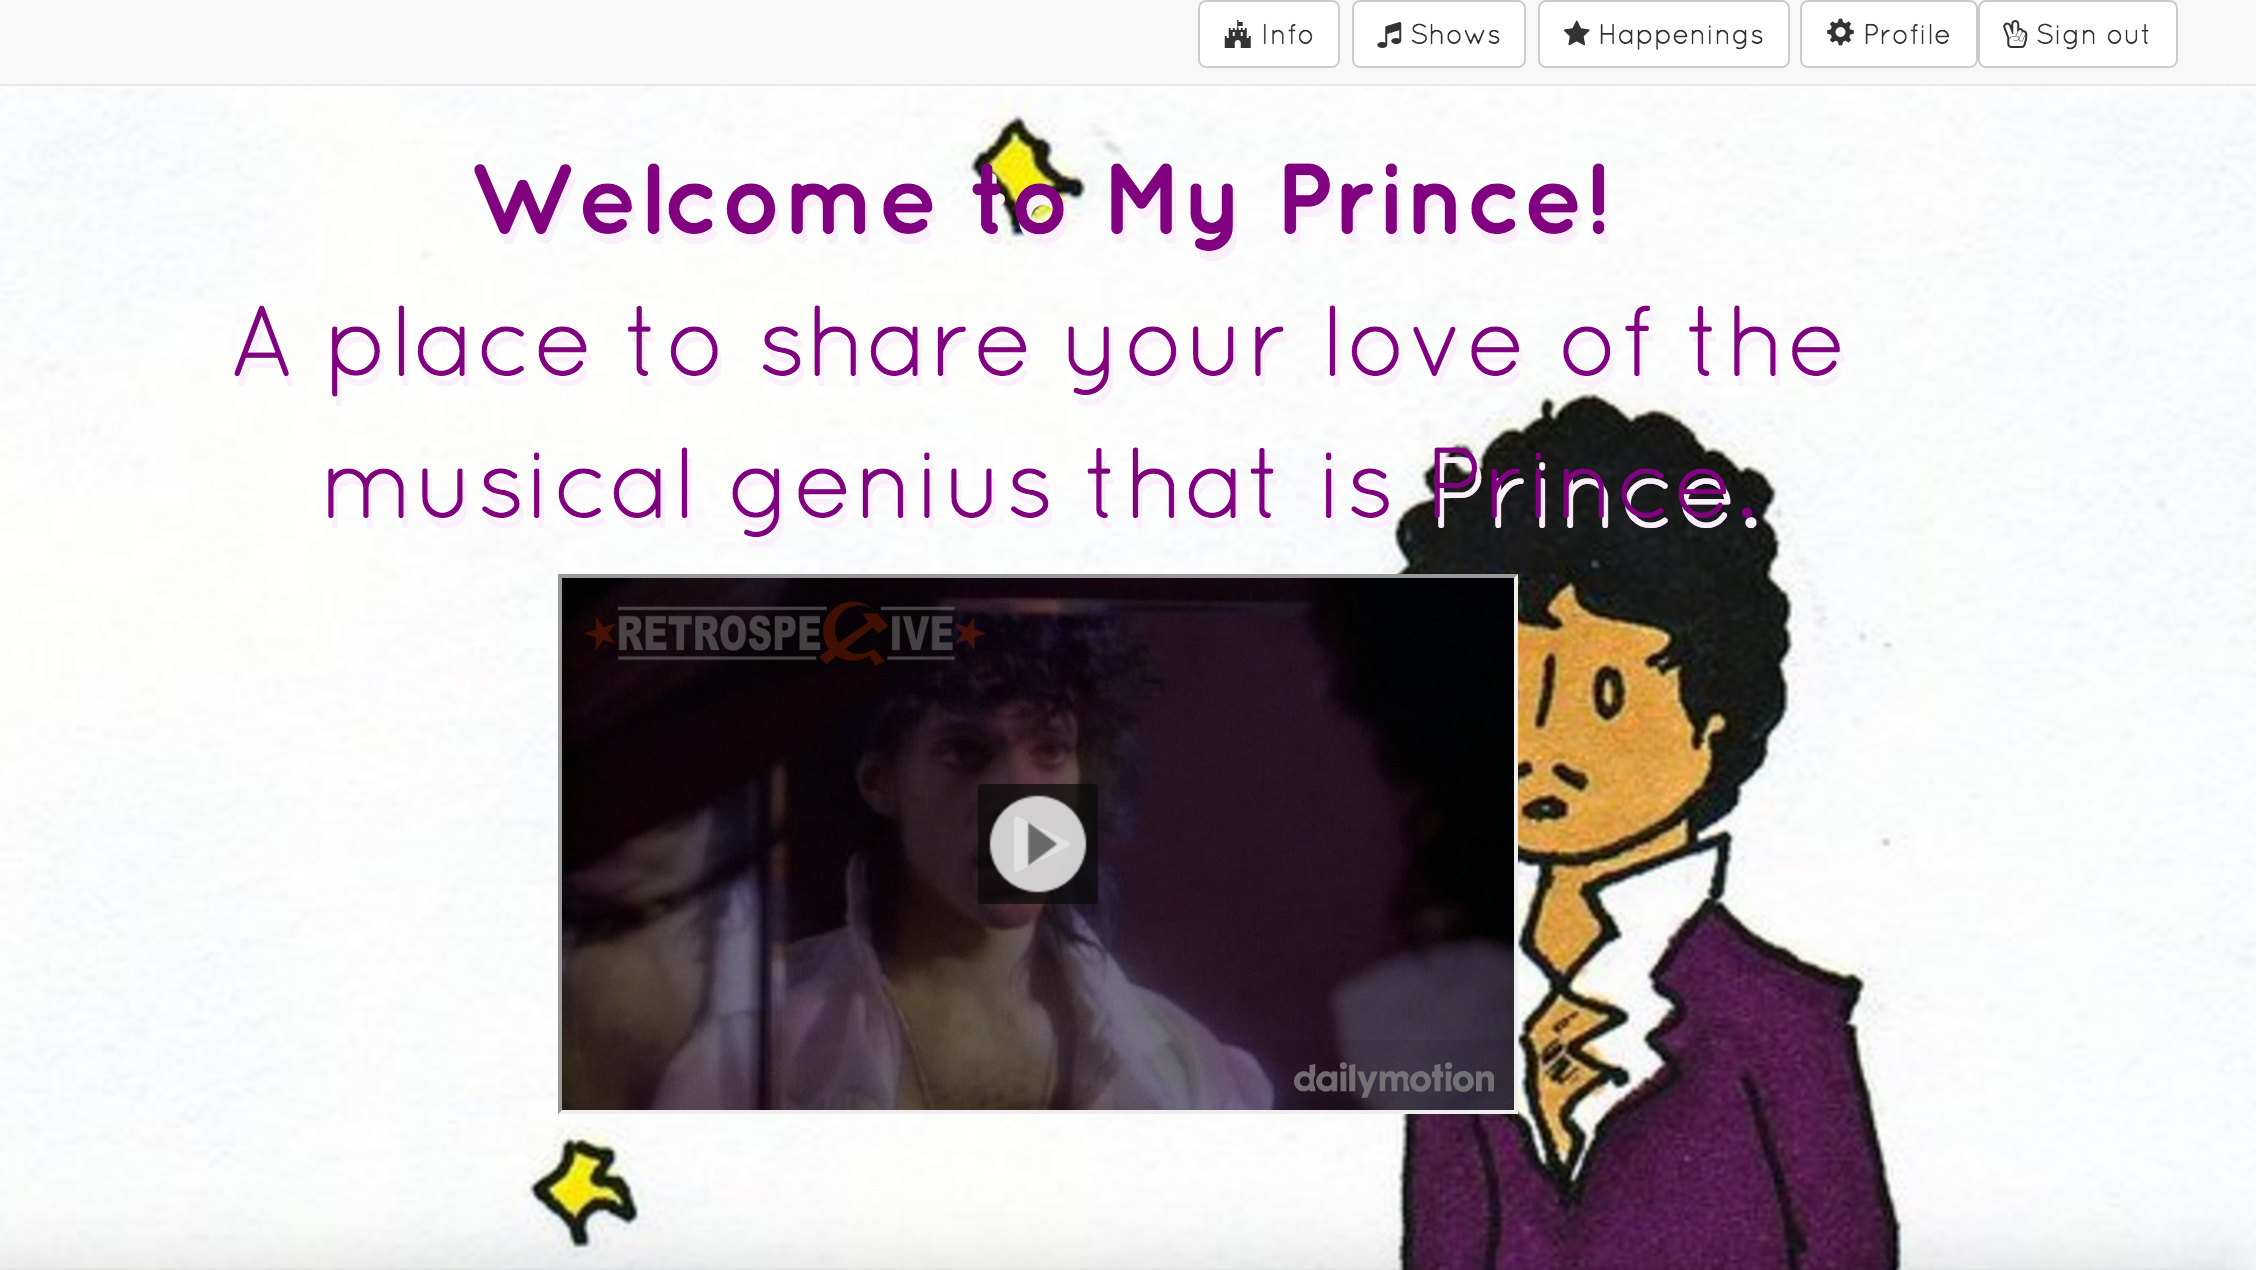 Info
Shows
Happenings
Profile
Sign out
Welcome to My Prince!
A place to share your love of the
musical genius that is Prince.
RETROSPECTIVE
dailymotion